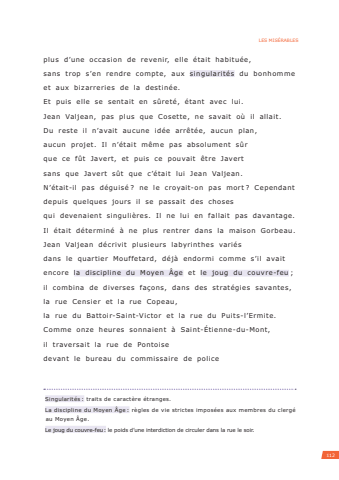 LES MISÉRABLES
plus d’une occasion de revenir, elle était habituée,
sans trop s’en rendre compte, aux singularités du bonhomme
et aux bizarreries de la destinée.
Et puis elle se sentait en sûreté, étant avec lui.
Jean Valjean, pas plus que Cosette, ne savait où il allait.
Du reste il n’avait aucune idée arrêtée, aucun plan,
aucun projet. Il n’était même pas absolument sûr
que ce fût Javert, et puis ce pouvait être Javert
sans que Javert sût que c’était lui Jean Valjean.
N’était-il pas déguisé ? ne le croyait-on pas mort ? Cependant
depuis quelques jours il se passait des choses
qui devenaient singulières. Il ne lui en fallait pas davantage.
Il était déterminé à ne plus rentrer dans la maison Gorbeau.
Jean Valjean décrivit plusieurs labyrinthes variés
dans le quartier Mouffetard, déjà endormi comme s’il avait
encore la discipline du Moyen Âge et le joug du couvre-feu ;
il combina de diverses façons, dans des stratégies savantes,
la rue Censier et la rue Copeau,
la rue du Battoir-Saint-Victor et la rue du Puits-l’Ermite.
Comme onze heures sonnaient à Saint-Étienne-du-Mont,
il traversait la rue de Pontoise
devant le bureau du commissaire de police
Singularités : traits de caractère étranges.
La discipline du Moyen Âge : règles de vie strictes imposées aux membres du clergé
au Moyen Âge.
Le joug du couvre-feu : le poids d’une interdiction de circuler dans la rue le soir.
113